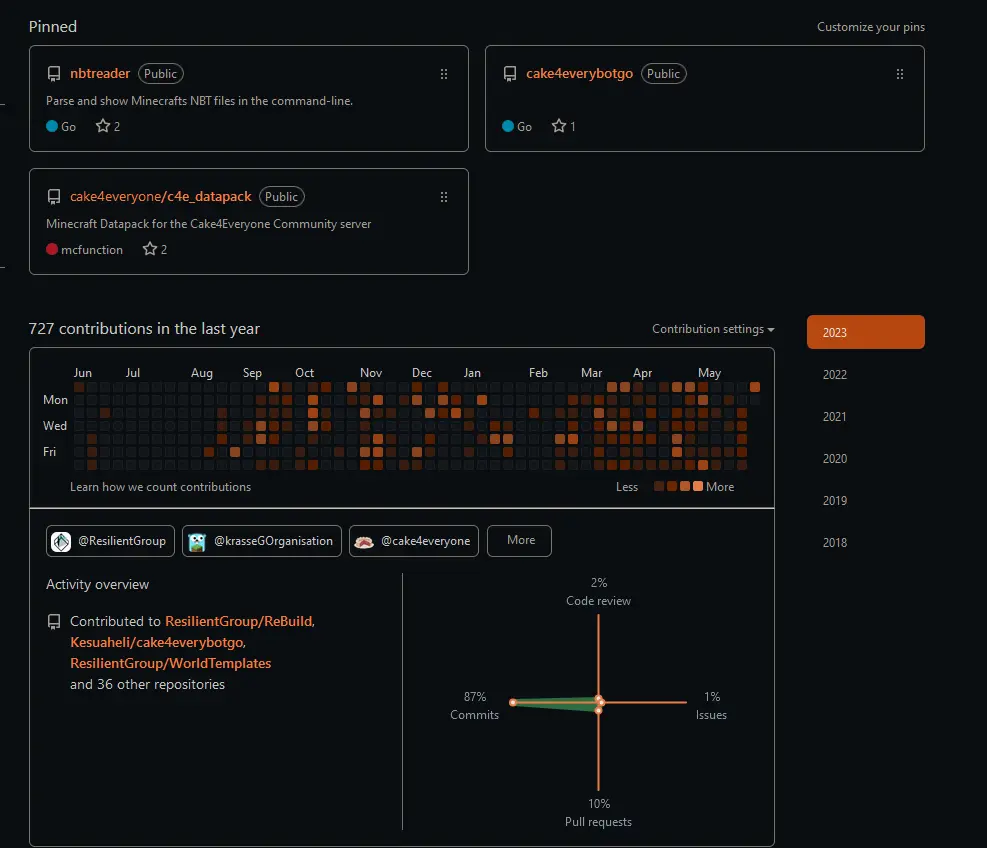 Pinned
Customize your pins
nbtreader Public
Parse and show Minecrafts NBT files in the command-line.
Go 2
cake4everybotgo Public
Go 1
cake4everyone/c4e_datapack Public
Minecraft Datapack for the Cake4Everyone Community server
mcfunction 2
727 contributions in the last year
Contribution settings
Jun Jul Aug Sep Oct Nov Dec Jan Feb Mar Apr May
Mon
Wed
Fri
Learn how we count contributions
Less More
2023
2022
2021
2020
2019
2018
@ResilientGroup
@krasseGOrganisation
@cake4everyone
More
Activity overview
Contributed to ResilientGroup/ReBuild,
Kesuaheli/cake4everybotgo,
ResilientGroup/WorldTemplates
and 36 other repositories
2%
Code review
87%
Commits
1%
Issues
10%
Pull requests